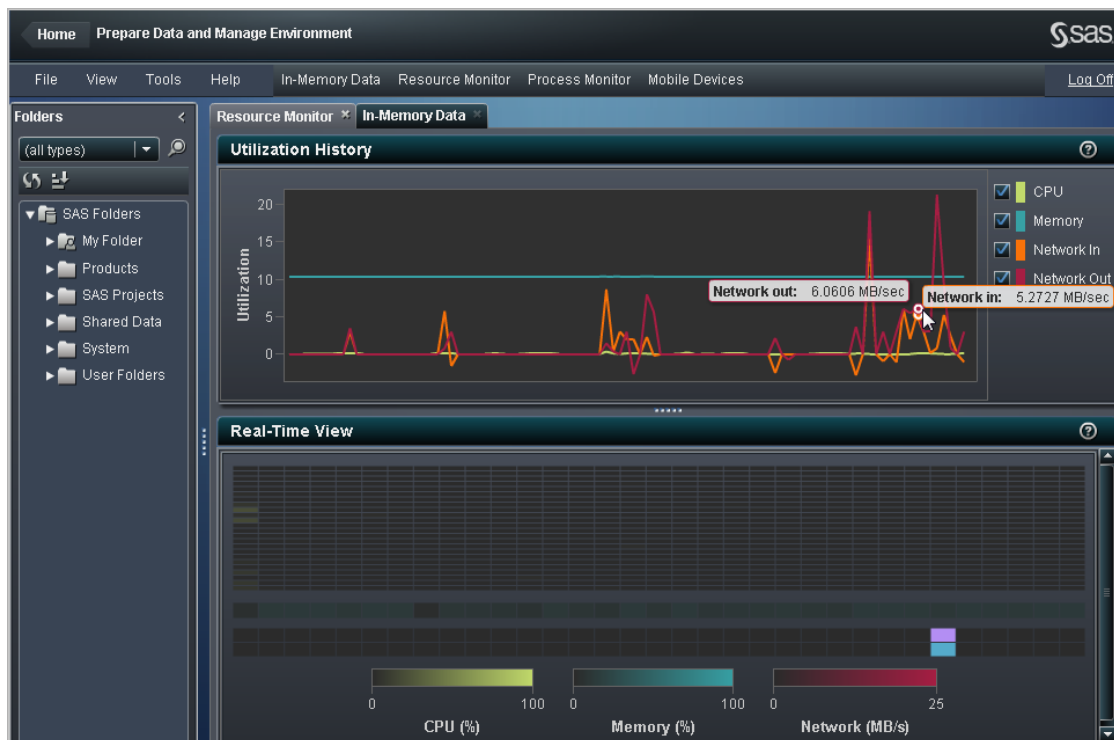 Home Prepare Data and Manage Environment
sas
File View Tools Help In-Memory Data Resource Monitor Process Monitor Mobile Devices Log Off
Folders
(all types)
SAS Folders
My Folder
Products
SAS Projects
Shared Data
System
User Folders
Resource Monitor In-Memory Data
Utilization History
Utilization
20
15
10
5
0
CPU
Memory
Network In
Network Out
Network out: 6.0606 MB/sec
Network in: 5.2727 MB/sec
Real-Time View
0 100 0 100 0 25
CPU (%) Memory (%) Network (MB/s)